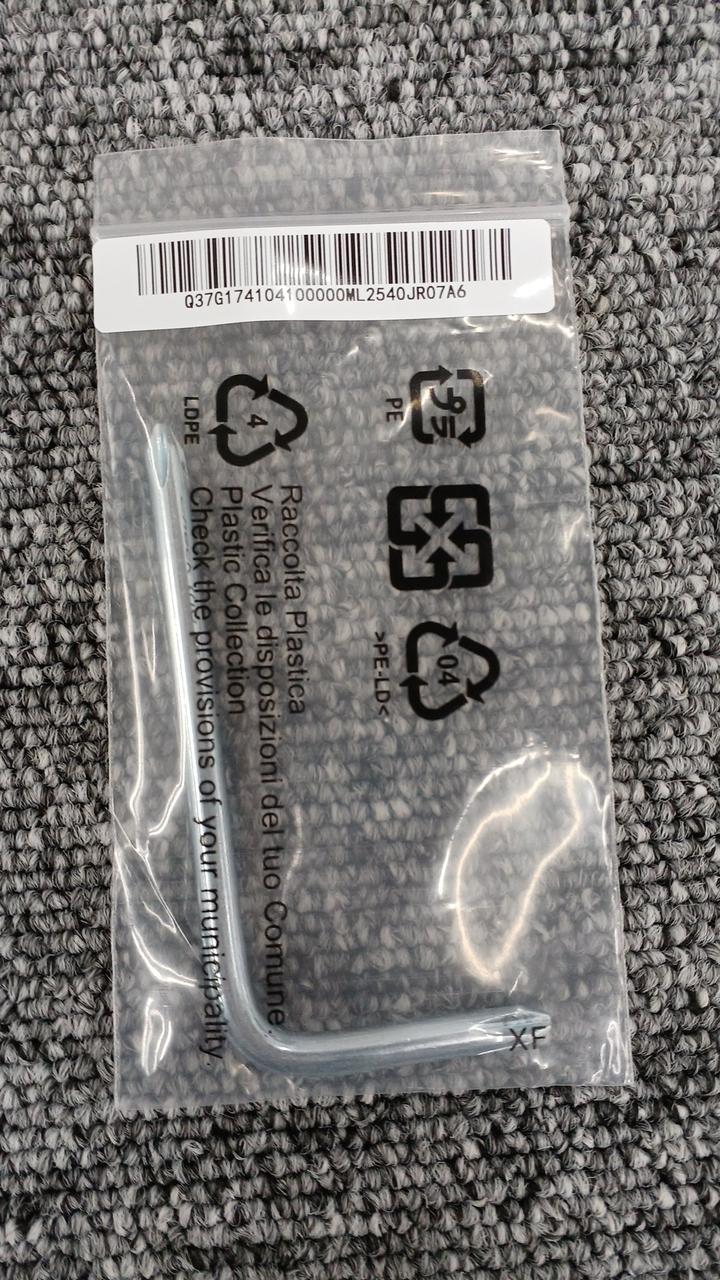 Q37G174104100000ML2540JR07A6
プラ
PE
04
>PE-LD<
4
LDPE
Raccolta Plastica
Verifica le disposizioni del tuo Comune.
Plastic Collection
Check the provisions of your municipality.
XF